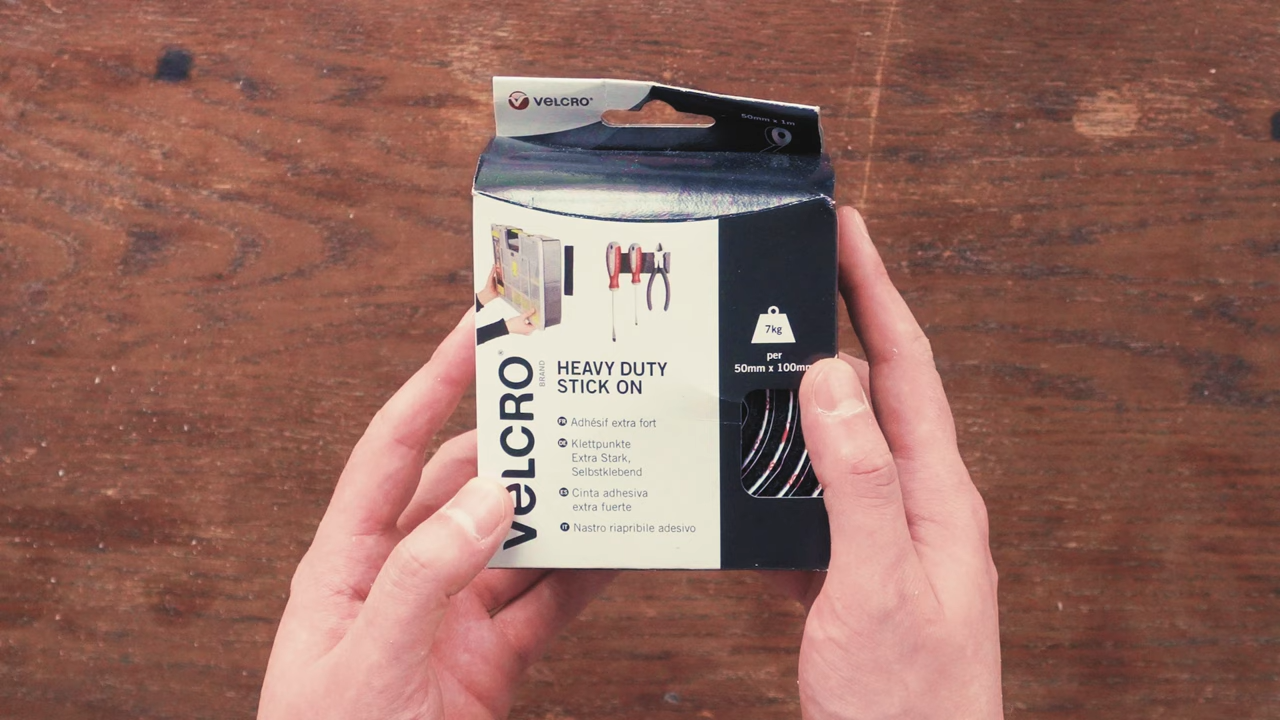 VELCRO®
50mm x 1m
7kg
per
50mm x 100m
VELCRO®
BRAND
HEAVY DUTY
STICK ON
FR Adhésif extra fort
DE Klettpunkte
Extra Stark,
Selbstklebend
ES Cinta adhesiva
extra fuerte
IT Nastro riapribile adesivo